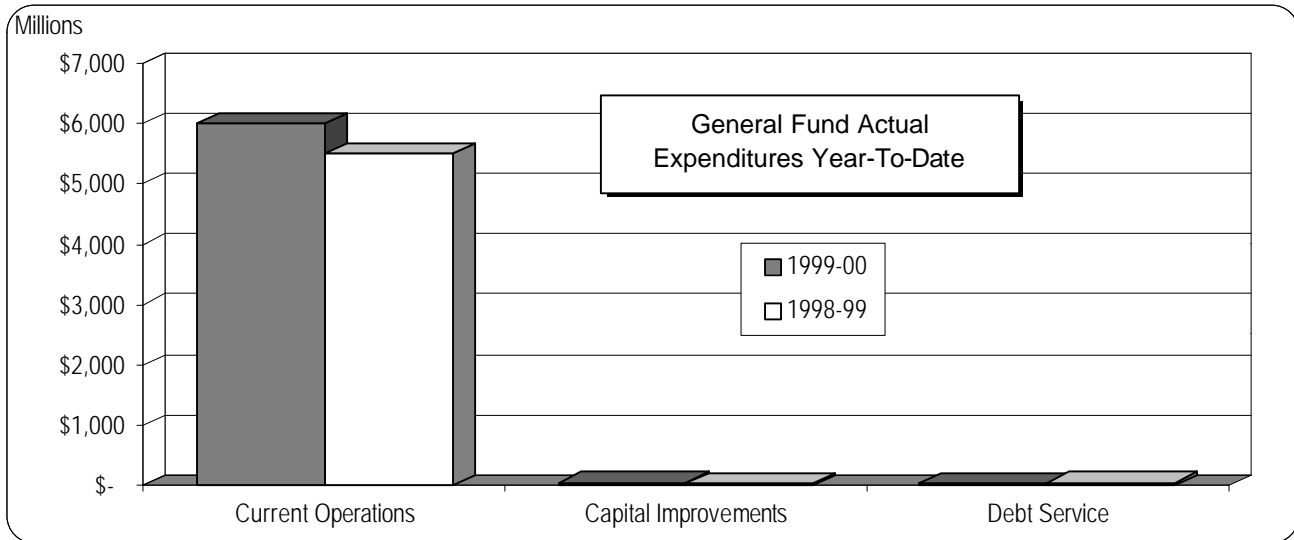 Millions
$7,000
$6,000
$5,000
$4,000
$3,000
$2,000
$1,000
$-
General Fund Actual
Expenditures Year-To-Date
1999-00
1998-99
Current Operations
Capital Improvements
Debt Service